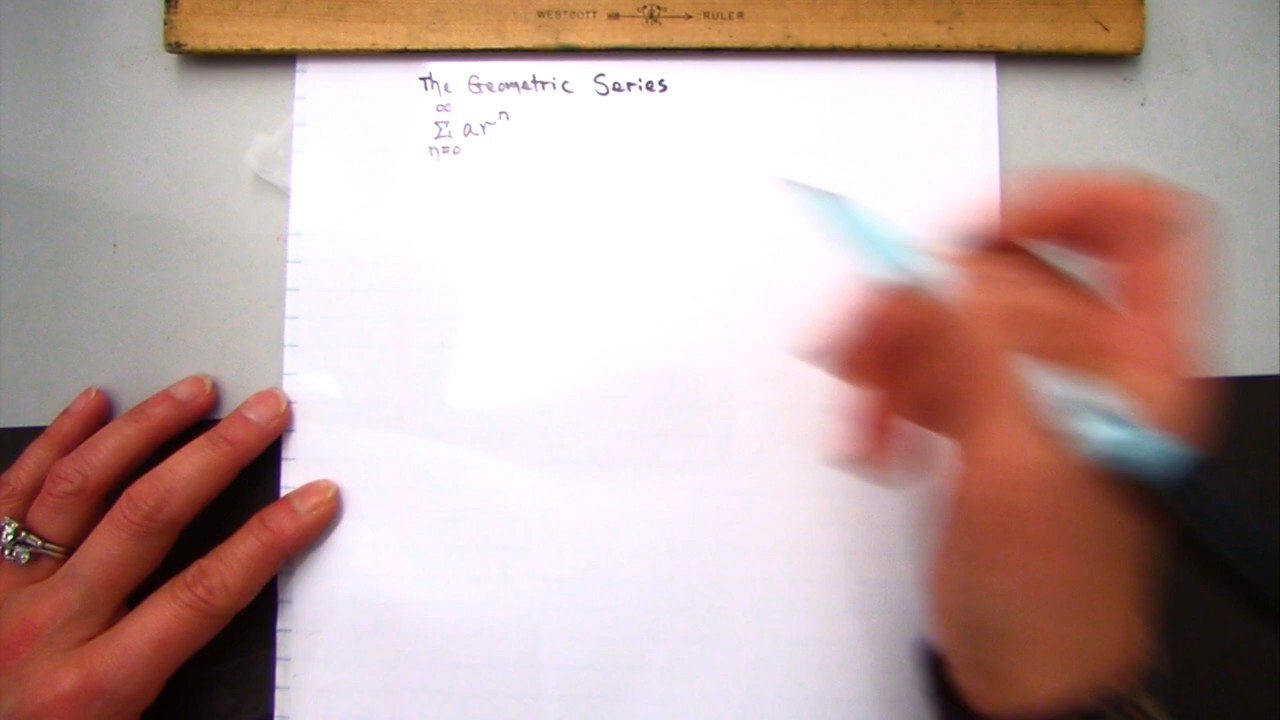 WESTCOTT RULER
The Geometric Series
∞
Σ ar^n
n=0